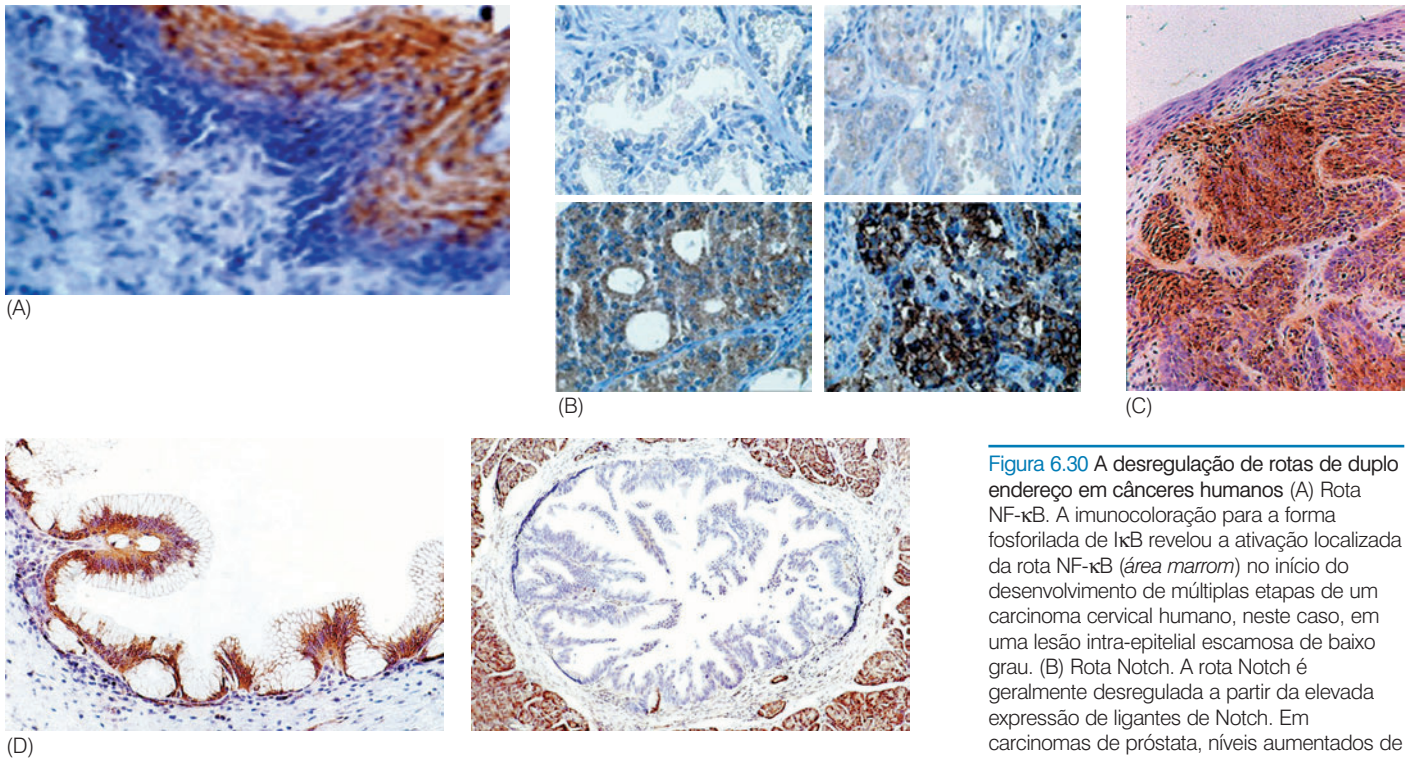 (A)
(B)
(C)
(D)
Figura 6.30 A desregulação de rotas de duplo
endereço em cânceres humanos (A) Rota
NF-κB. A imunocoloração para a forma
fosforilada de IκB revelou a ativação localizada
da rota NF-κB (área marrom) no início do
desenvolvimento de múltiplas etapas de um
carcinoma cervical humano, neste caso, em
uma lesão intra-epitelial escamosa de baixo
grau. (B) Rota Notch. A rota Notch é
geralmente desregulada a partir da elevada
expressão de ligantes de Notch. Em
carcinomas de próstata, níveis aumentados de